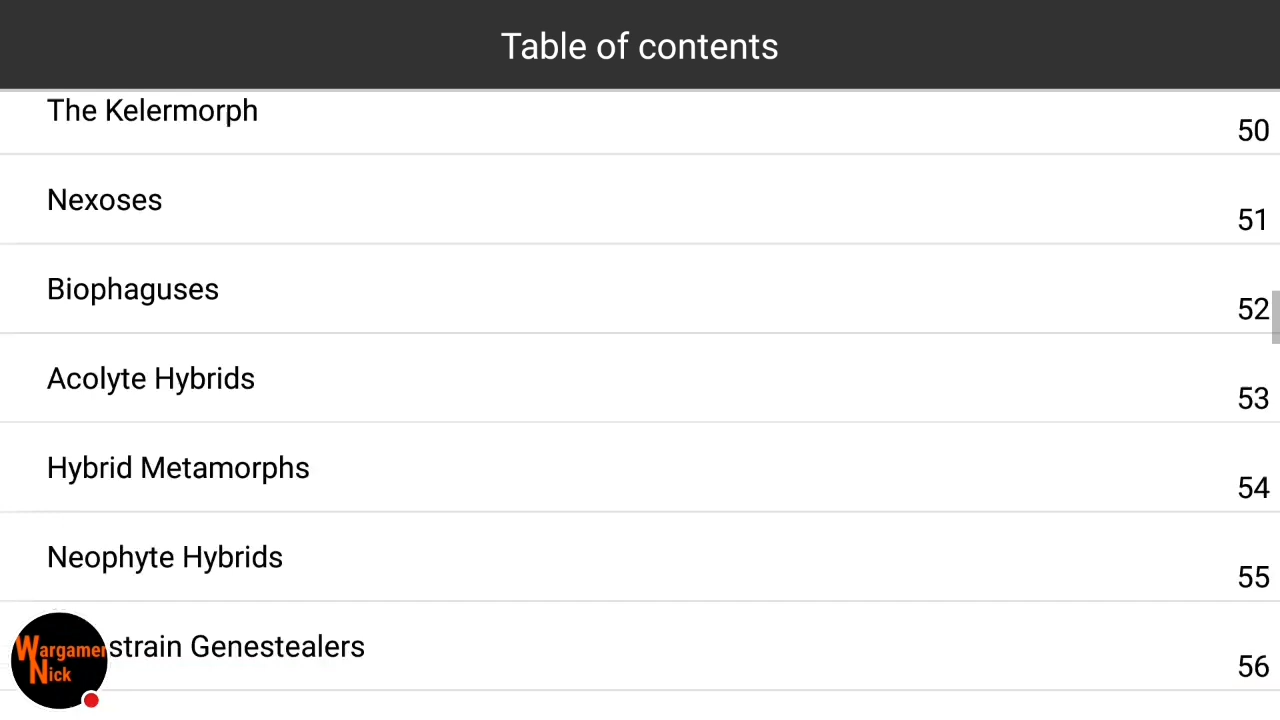 Table of contents
The Kelermorph
50
Nexoses
51
Biophaguses
52
Acolyte Hybrids
53
Hybrid Metamorphs
54
Neophyte Hybrids
55
strain Genestealers
56
Wargamer
Nick